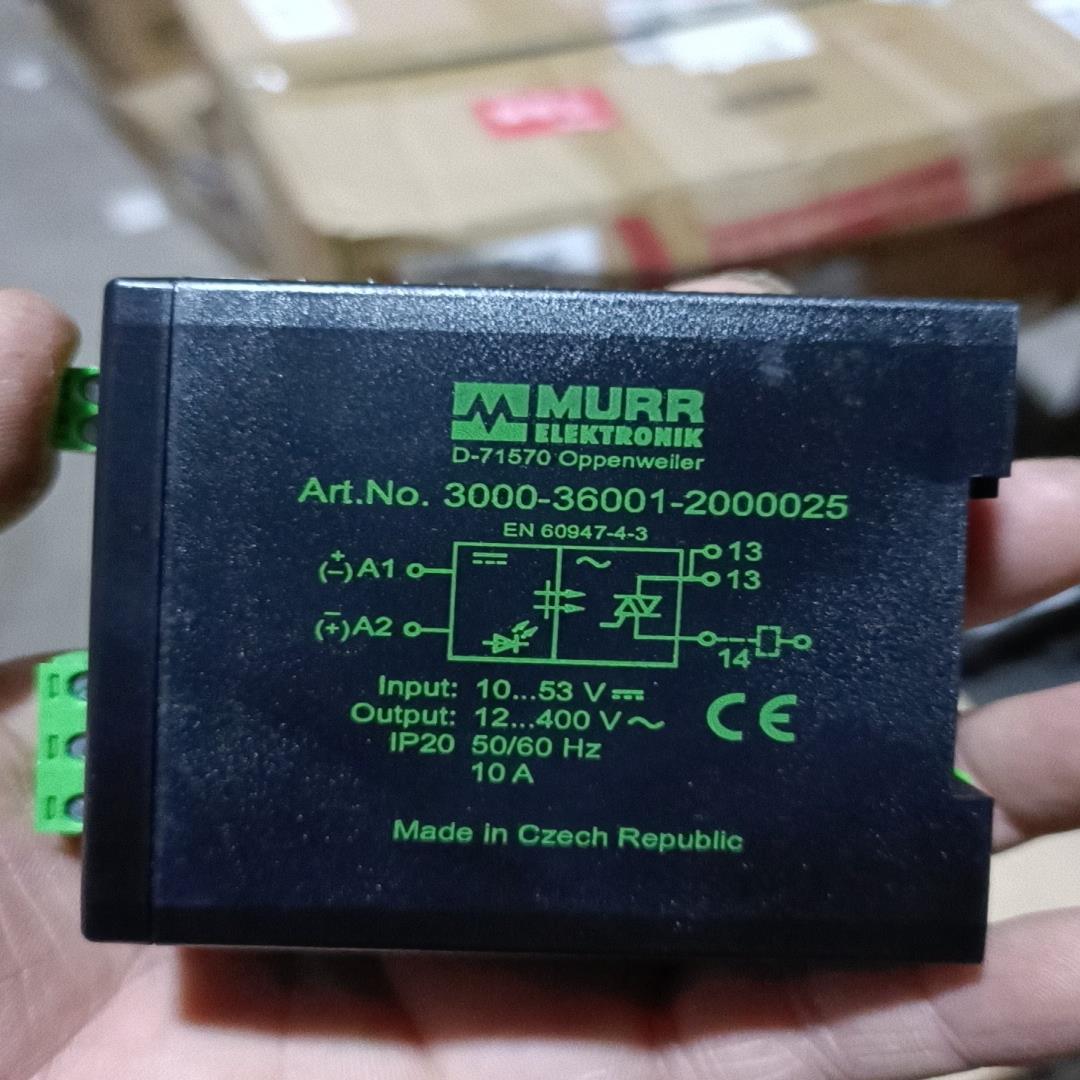 MURR
ELEKTRONIK
D-71570 Oppenweiler
Art.No. 3000-36001-2000025
EN 60947-4-3
13
(+/−) A1
13
(−/+) A2
14
Input: 10...53 V ⎓
Output: 12...400 V ~
CE
IP20 50/60 Hz
10 A
Made in Czech Republic